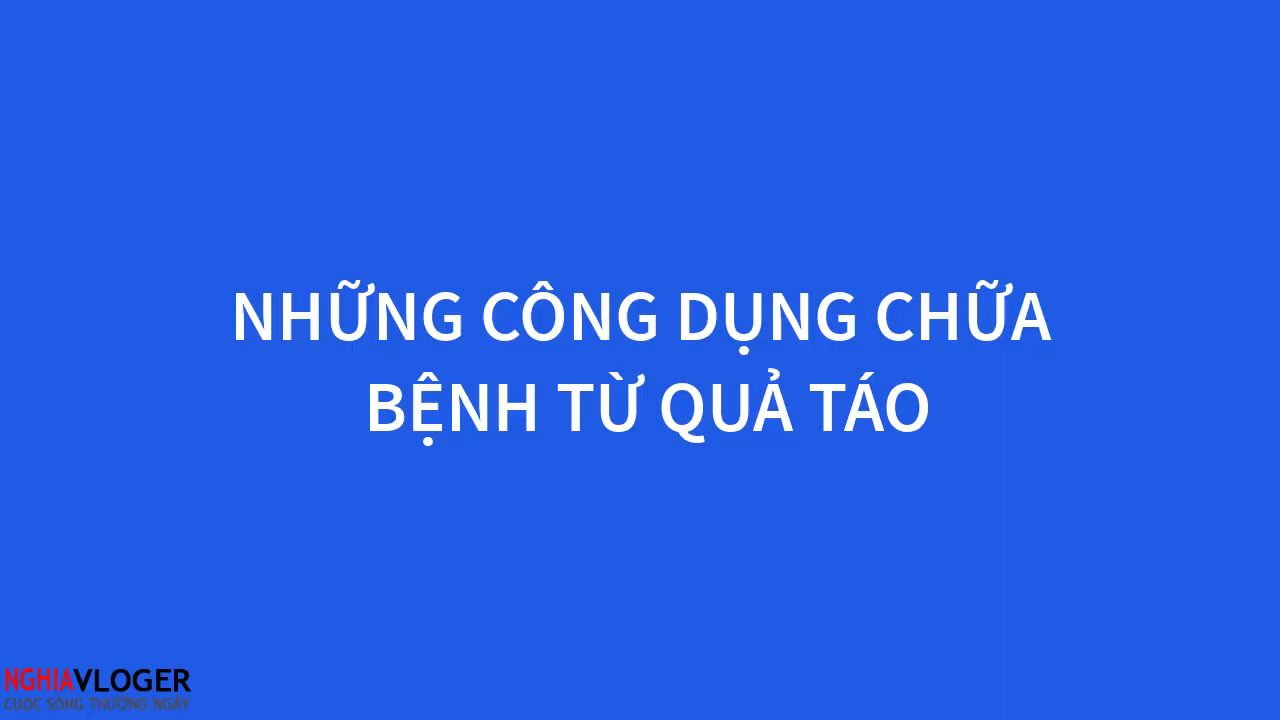 NHỮNG CÔNG DỤNG CHỮA
BỆNH TỪ QUẢ TÁO
NGHIAVLOGER
CUỘC SỐNG THƯỜNG NGÀY